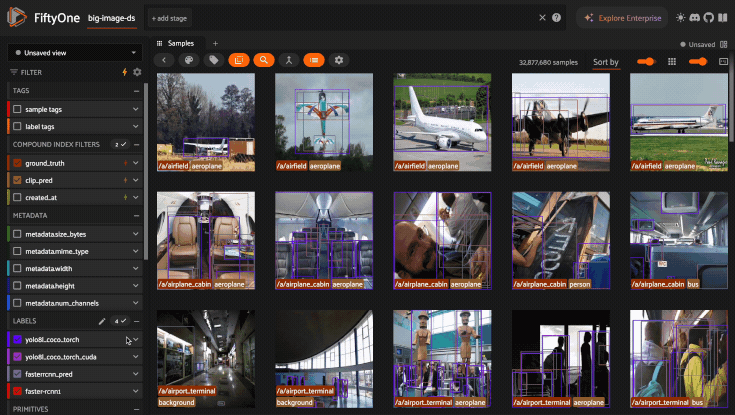 FiftyOne
big-image-ds
+ add stage
Explore Enterprise
Unsaved view
Samples
+
Unsaved
FILTER
32,877,680 samples
Sort by
TAGS
sample tags
label tags
COMPOUND INDEX FILTERS
2
ground_truth
clip_pred
created_at
METADATA
metadata.size_bytes
metadata.mime_type
metadata.width
metadata.height
metadata.num_channels
LABELS
4
yolo8l_coco_torch
yolo8l_coco_torch_cuda
fasterrcnn_pred
faster-rcnn1
PRIMITIVES
/a/airfield aeroplane
/a/airfield aeroplane
/a/airfield aeroplane
/a/airfield aeroplane
/a/airfield aeroplane
/a/airplane_cabin aeroplane
/a/airplane_cabin aeroplane
/a/airplane_cabin aeroplane
/a/airplane_cabin person
/a/airplane_cabin bus
/a/airport_terminal
background
/a/airport_terminal
background
/a/airport_terminal aeroplane
/a/airport_terminal aeroplane
/a/airport_terminal bus